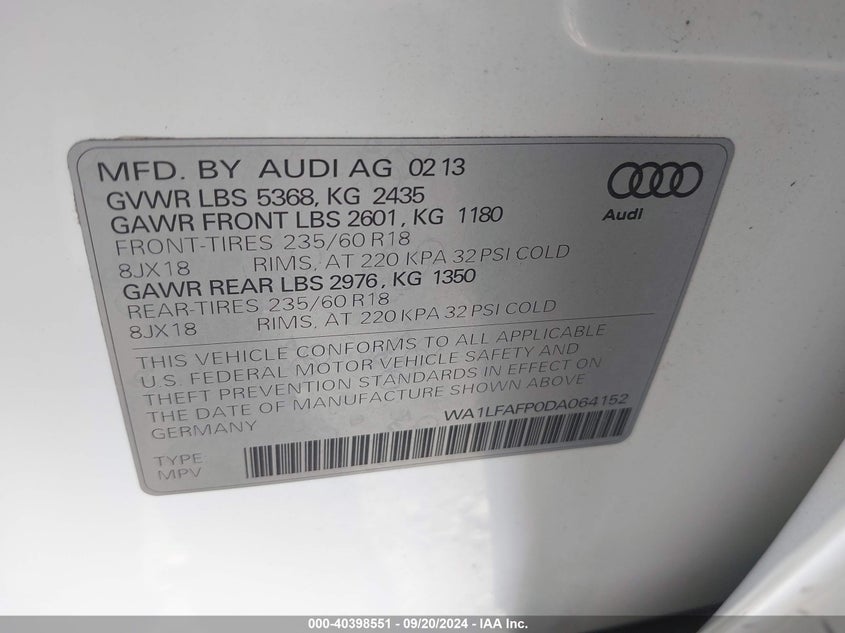 MFD. BY AUDI AG 02 13
GVWR LBS 5368, KG 2435
GAWR FRONT LBS 2601, KG 1180
FRONT-TIRES 235/60 R18
8JX18 RIMS, AT 220 KPA 32 PSI COLD
GAWR REAR LBS 2976, KG 1350
REAR-TIRES 235/60 R18
8JX18 RIMS, AT 220 KPA 32 PSI COLD
THIS VEHICLE CONFORMS TO ALL APPLICABLE
U.S. FEDERAL MOTOR VEHICLE SAFETY AND
THEFT PREVENTION STANDARDS IN EFFECT ON
THE DATE OF MANUFACTURE SHOWN ABOVE.
GERMANY WA1LFAFP0DA064152
TYPE
MPV
Audi
000-40398551 - 09/20/2024 - © 2024 - IAA Inc.